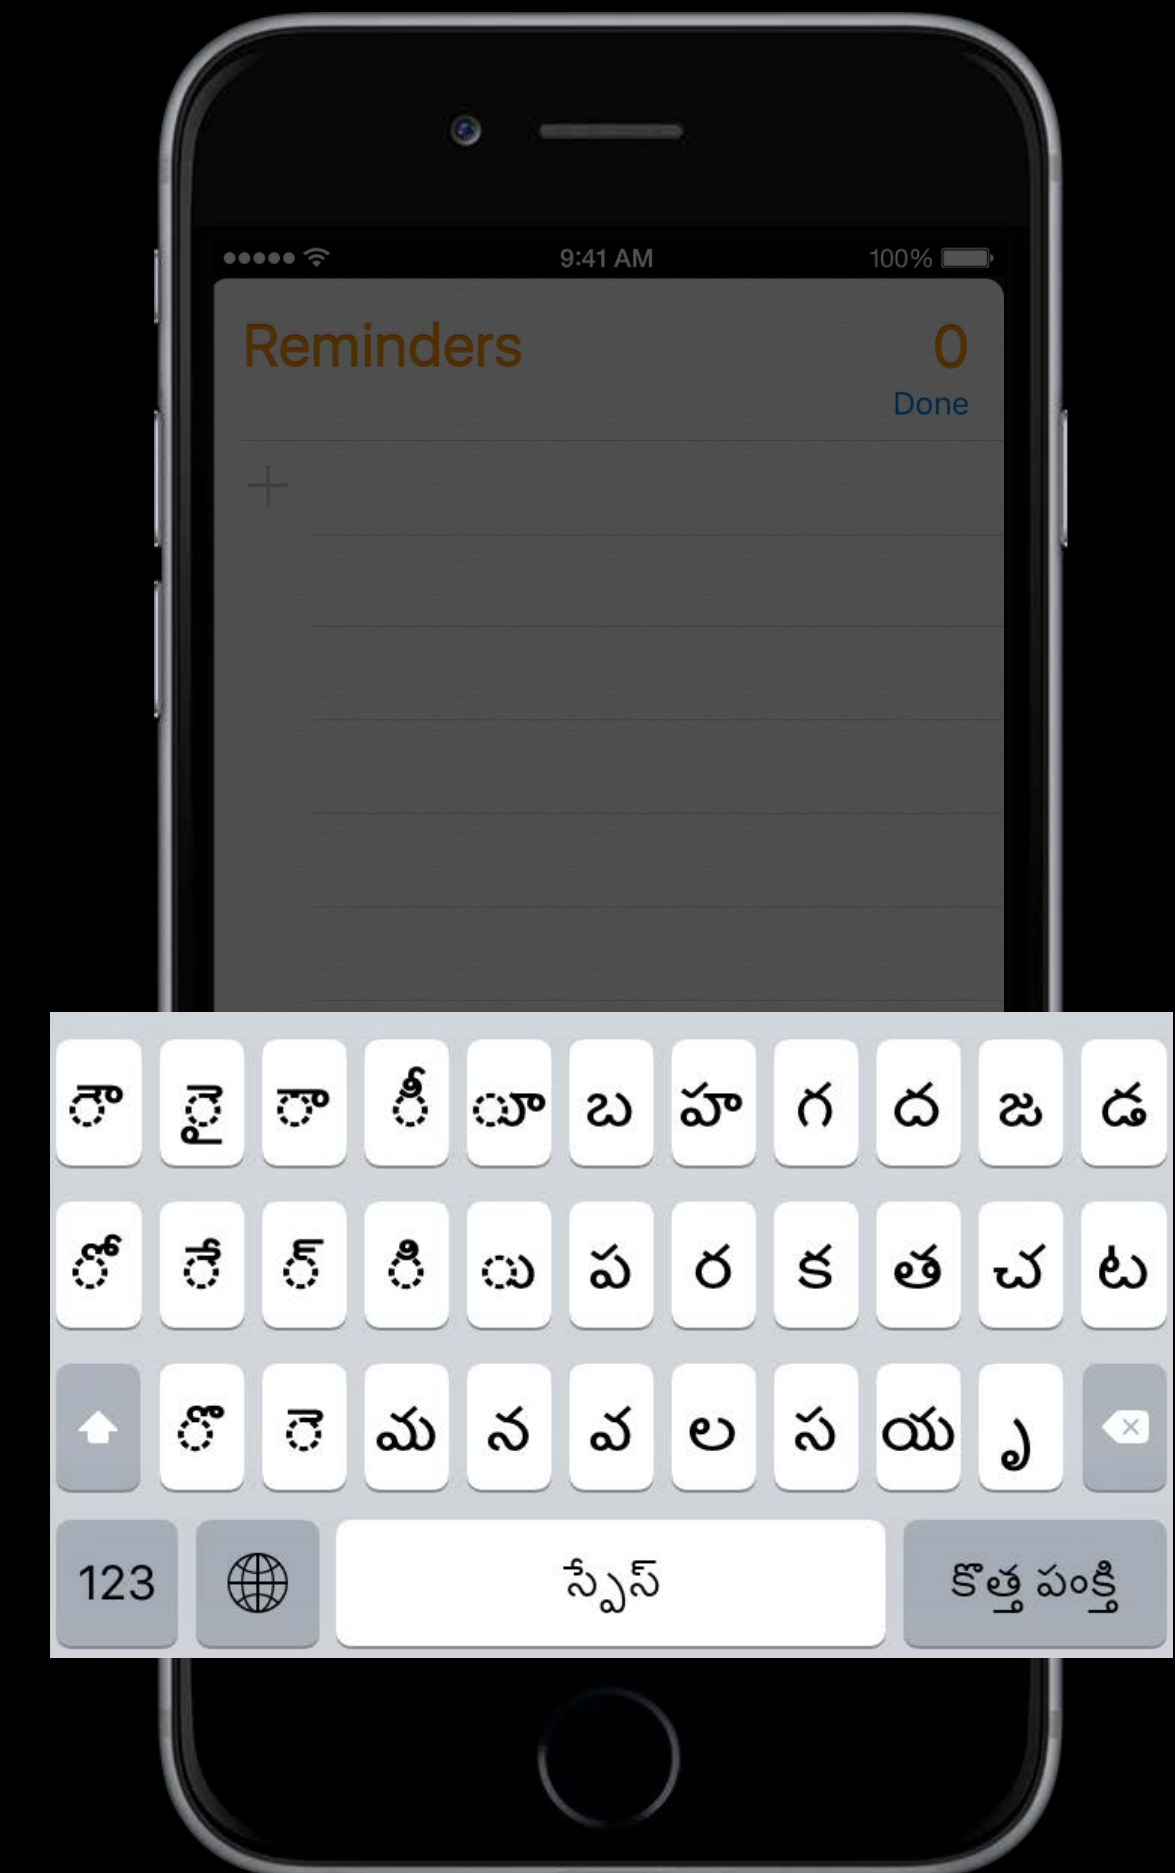 9:41 AM 100%
Reminders 0
Done
ౌ ై ా ీ ూ బ హ గ ద జ డ
ో ే ్ ి ు ప ర క త చ ట
ొ ె మ న వ ల స య ృ
123 స్పేస్ కొత్త పంక్తి